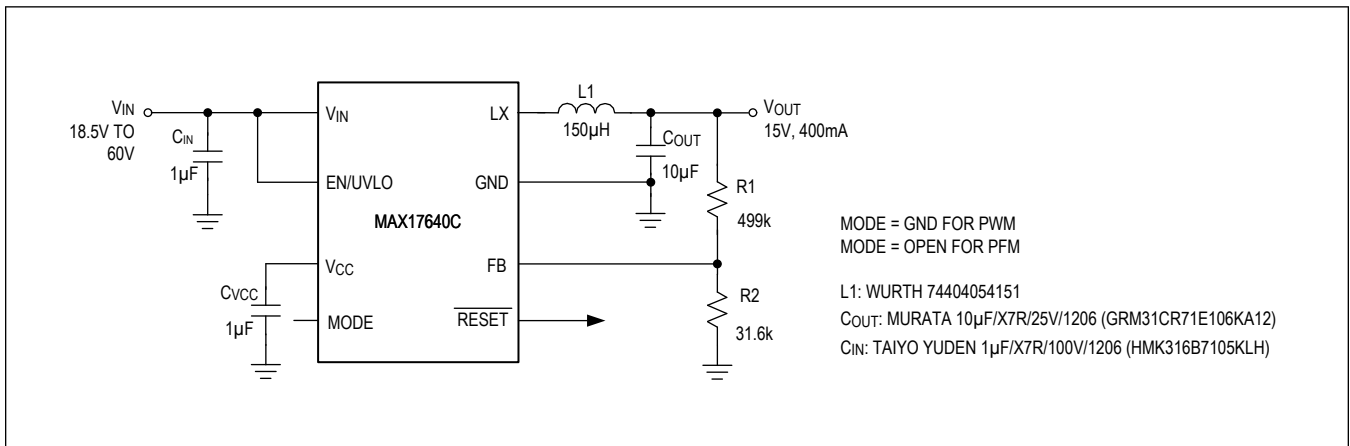 VIN
18.5V TO
60V
CIN
1µF
VIN
EN/UVLO
VCC
MODE
MAX17640C
LX
GND
FB
RESET
CVCC
1µF
L1
150µH
COUT
10µF
VOUT
15V, 400mA
R1
499k
R2
31.6k
MODE = GND FOR PWM
MODE = OPEN FOR PFM
L1: WURTH 74404054151
COUT: MURATA 10µF/X7R/25V/1206 (GRM31CR71E106KA12)
CIN: TAIYO YUDEN 1µF/X7R/100V/1206 (HMK316B7105KLH)